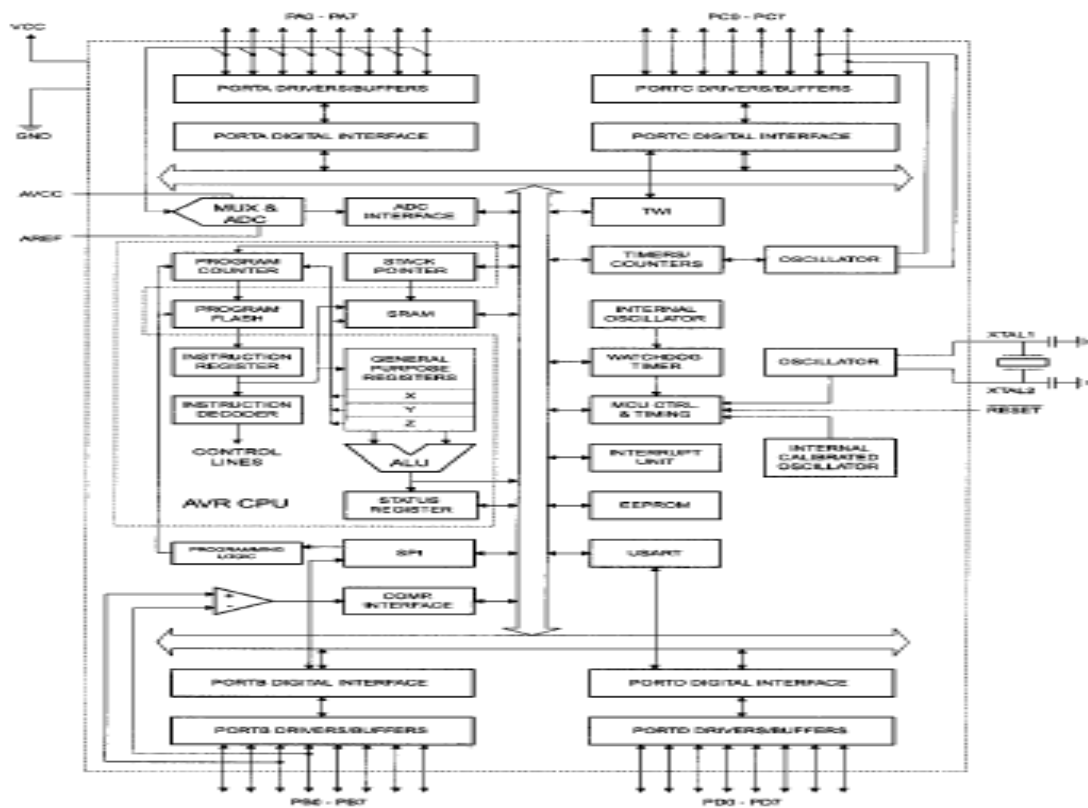 PA0 - PA7
PC0 - PC7
VCC
PORTA DRIVERS/BUFFERS
PORTC DRIVERS/BUFFERS
GND
PORTA DIGITAL INTERFACE
PORTC DIGITAL INTERFACE
AVCC
MUX &
ADC
ADC
INTERFACE
TWI
AREF
PROGRAM
COUNTER
STACK
POINTER
TIMERS/
COUNTERS
OSCILLATOR
PROGRAM
FLASH
SRAM
INTERNAL
OSCILLATOR
XTAL1
INSTRUCTION
REGISTER
GENERAL
PURPOSE
REGISTERS
WATCHDOG
TIMER
OSCILLATOR
X
XTAL2
INSTRUCTION
DECODER
Y
MCU CTRL.
& TIMING
RESET
Z
CONTROL
LINES
ALU
INTERRUPT
UNIT
INTERNAL
CALIBRATED
OSCILLATOR
AVR CPU
STATUS
REGISTER
EEPROM
PROGRAMMING
LOGIC
SPI
USART
+
-
COMP.
INTERFACE
PORTB DIGITAL INTERFACE
PORTD DIGITAL INTERFACE
PORTB DRIVERS/BUFFERS
PORTD DRIVERS/BUFFERS
PB0 - PB7
PD0 - PD7